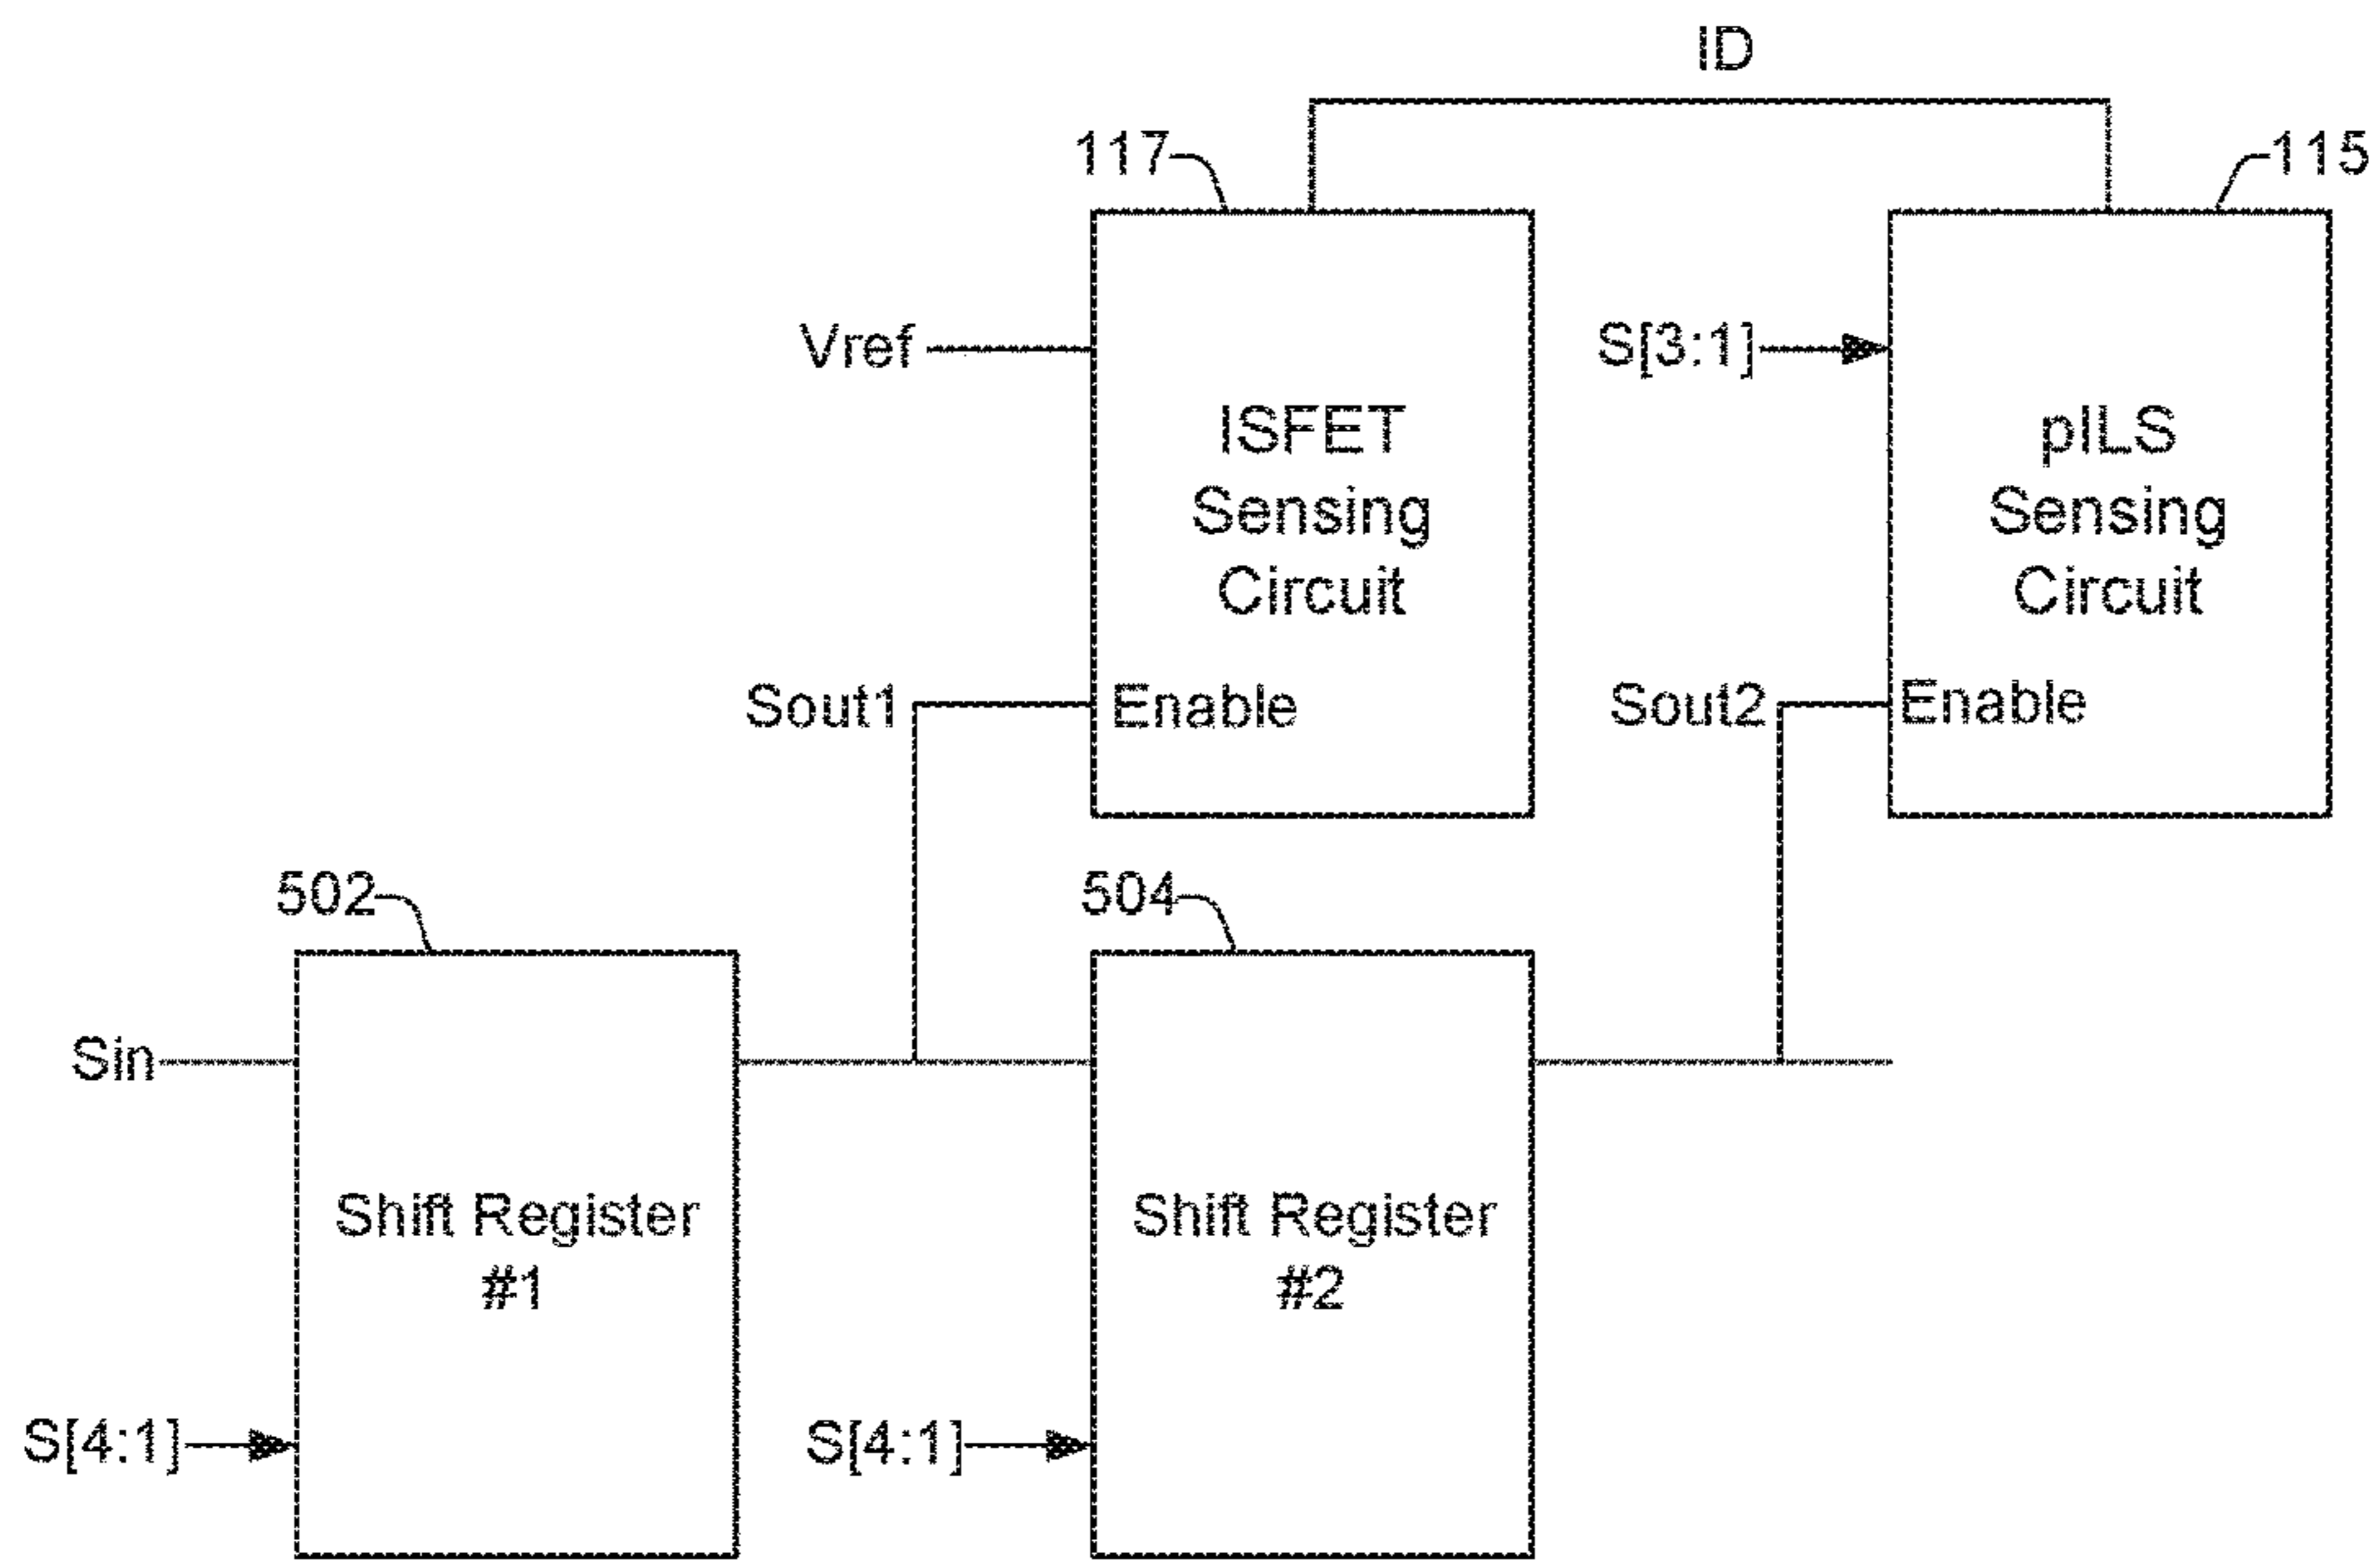 ID
117
115
Vref
S[3:1]
ISFET
Sensing
Circuit
pILS
Sensing
Circuit
Sout1
Enable
Sout2
Enable
502
504
Sin
Shift Register
#1
Shift Register
#2
S[4:1]
S[4:1]